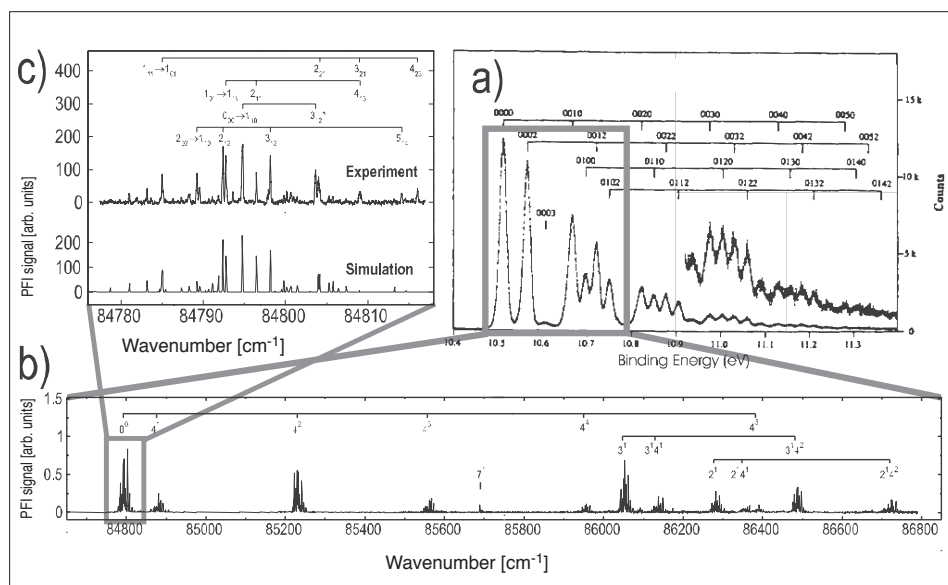 c)
400
300
200
100
0
200
100
0
PFI signal [arb. units]
2₂₁ 3₂₁ 4₂₃
Experiment
Simulation
84780 84790 84800 84810
Wavenumber [cm⁻¹]
a)
0000 0010 0020 0030 0040 0050
0002 0012 0022 0032 0042 0052
0100 0110 0120 0130 0140
0102 0112 0122 0132 0142
0003
15 k
10 k
5 k
0
Counts
10.4 10.5 10.6 10.7 10.8 10.9 11.0 11.1 11.2 11.3
Binding Energy (eV)
b)
PFI signal [arb. units]
1.5
1
0.5
0
0⁰ 4¹ 4² 4³ 4⁴ 4⁵
7¹
3¹ 3¹4¹ 3¹4²
2¹ 2¹4¹ 2¹4²
84800 85000 85200 85400 85600 85800 86000 86200 86400 86600 86800
Wavenumber [cm⁻¹]